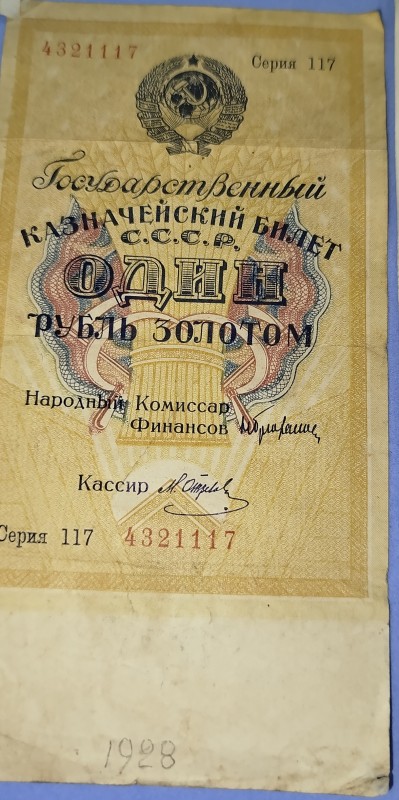 4321117 Серия 117
Государственный
КАЗНАЧЕЙСКИЙ БИЛЕТ
С.С.С.Р.
ОДИН
РУБЛЬ ЗОЛОТОМ
Народный Комиссар
Финансов
Кассир
Серия 117 4321117
1928